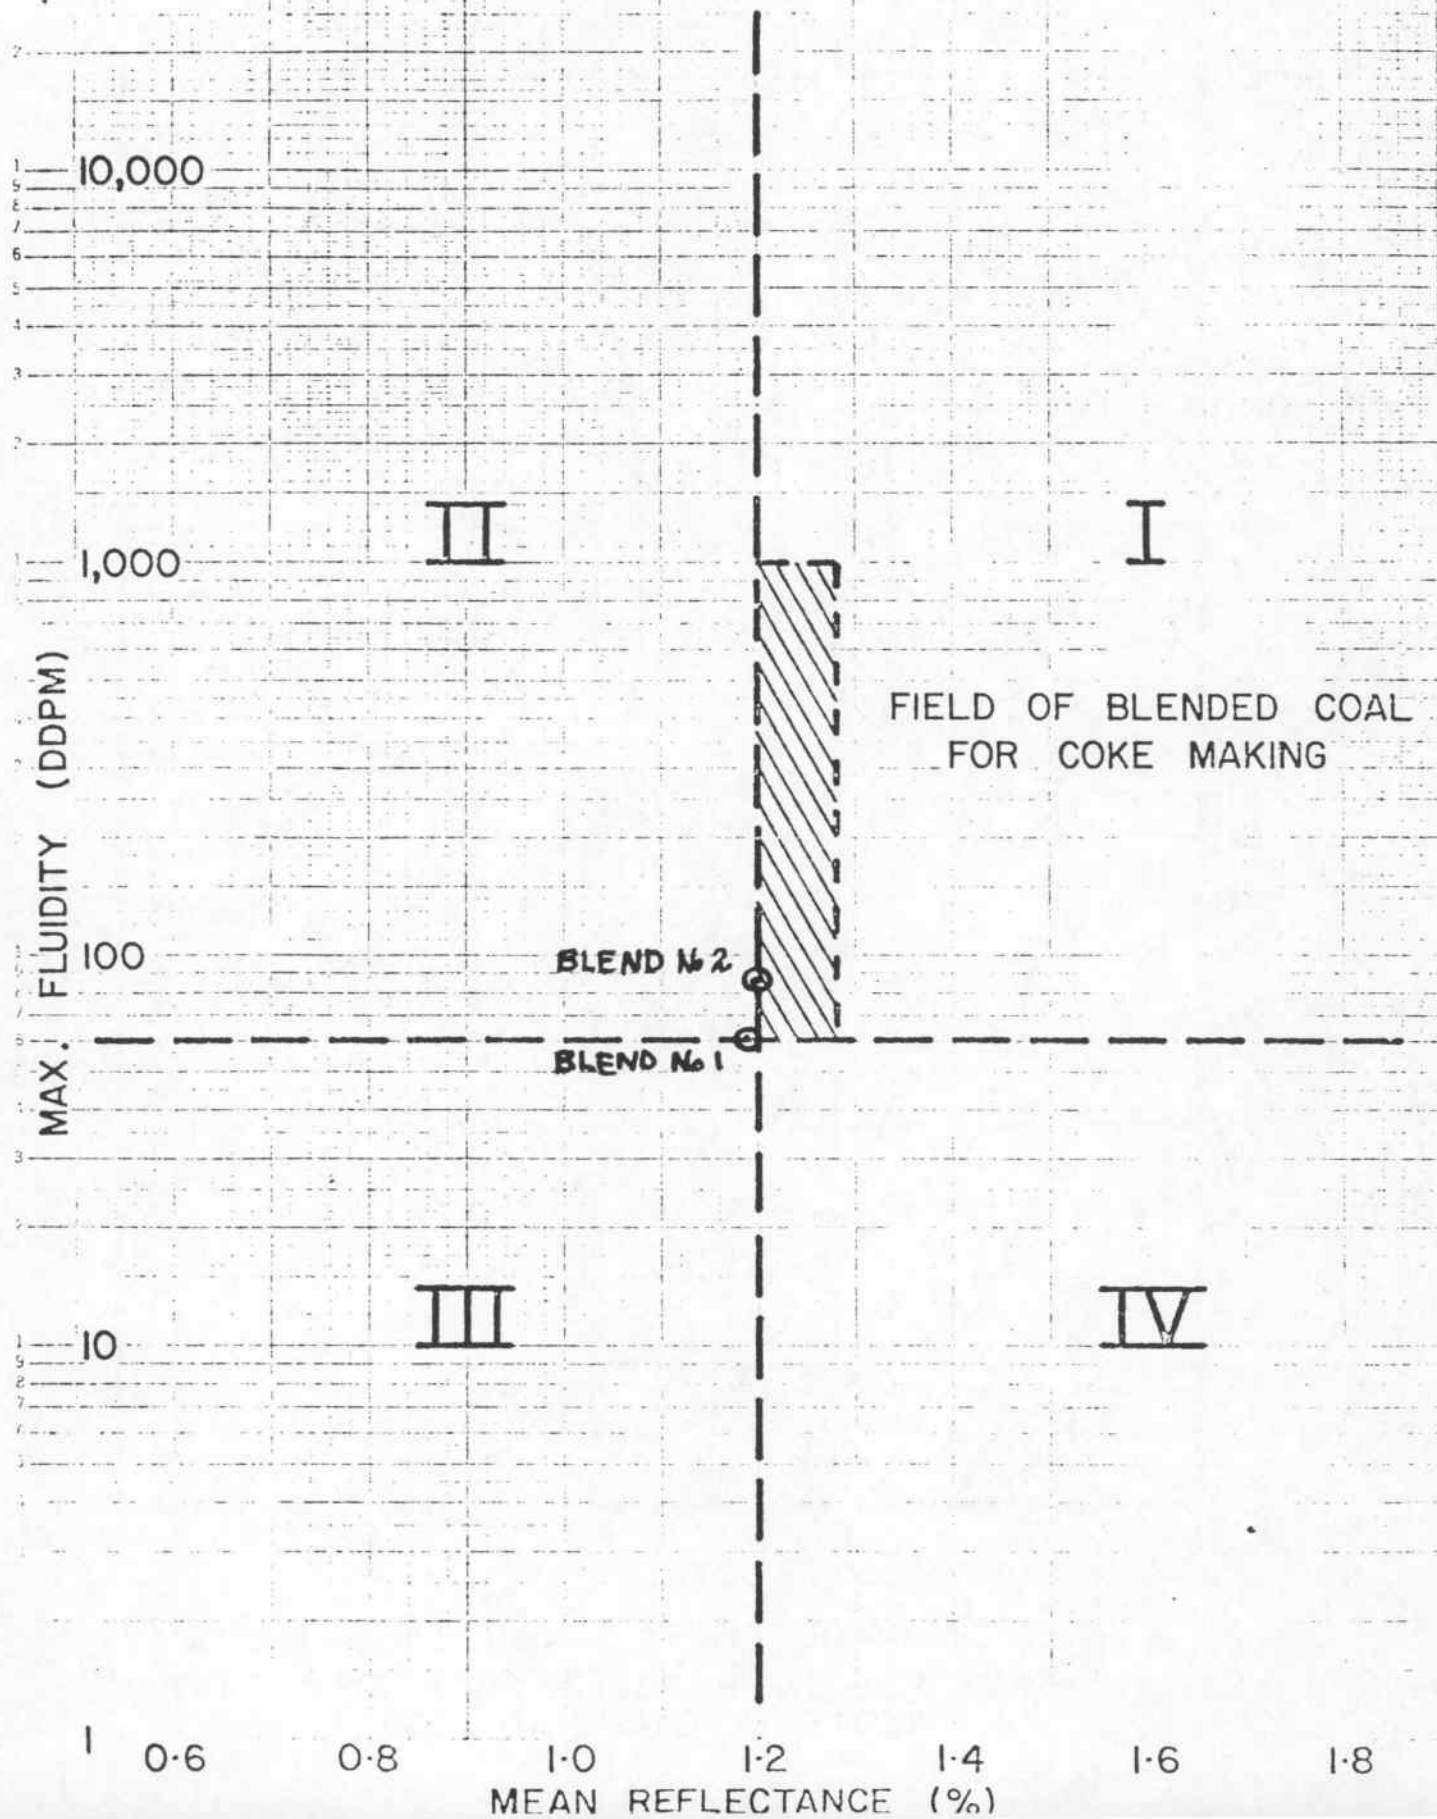 10,000
II
I
1,000
FIELD OF BLENDED COAL
FOR COKE MAKING
MAX. FLUIDITY (DDPM)
100
BLEND No 2
BLEND No 1
III
IV
10
1
0·6 0·8 1·0 1·2 1·4 1·6 1·8
MEAN REFLECTANCE (%)